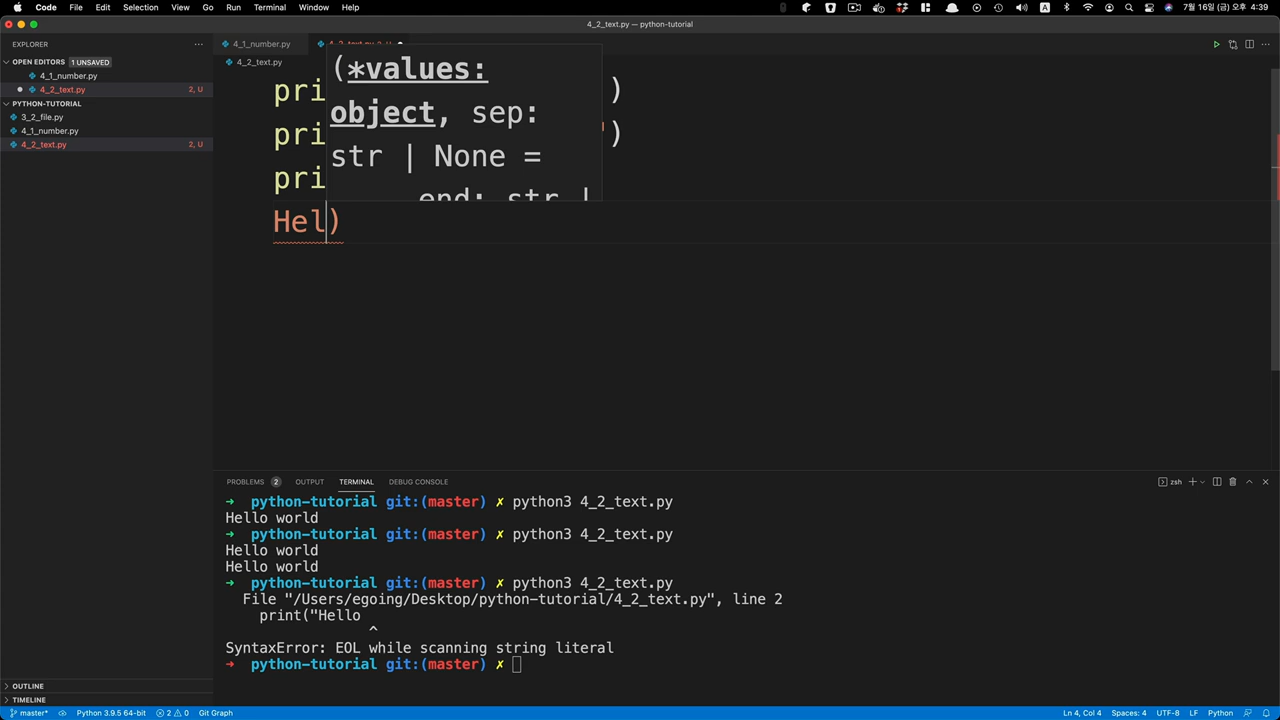 Code File Edit Selection View Go Run Terminal Window Help A 7월 16일 (금) 오후 4:39
4_2_text.py — python-tutorial
EXPLORER
OPEN EDITORS 1 UNSAVED
4_1_number.py
4_2_text.py 2, U
PYTHON-TUTORIAL
3_2_file.py
4_1_number.py
4_2_text.py 2, U
OUTLINE
TIMELINE
4_1_number.py
4_2_text.py
pri )
pri )
pri
Hel)
(*values:
object, sep:
str | None =
end: str |
PROBLEMS 2 OUTPUT TERMINAL DEBUG CONSOLE zsh
→ python-tutorial git:(master) ✗ python3 4_2_text.py
Hello world
→ python-tutorial git:(master) ✗ python3 4_2_text.py
Hello world
Hello world
→ python-tutorial git:(master) ✗ python3 4_2_text.py
File "/Users/egoing/Desktop/python-tutorial/4_2_text.py", line 2
print("Hello
^
SyntaxError: EOL while scanning string literal
→ python-tutorial git:(master) ✗
master* Python 3.9.5 64-bit 2 0 Git Graph Ln 4, Col 4 Spaces: 4 UTF-8 LF Python